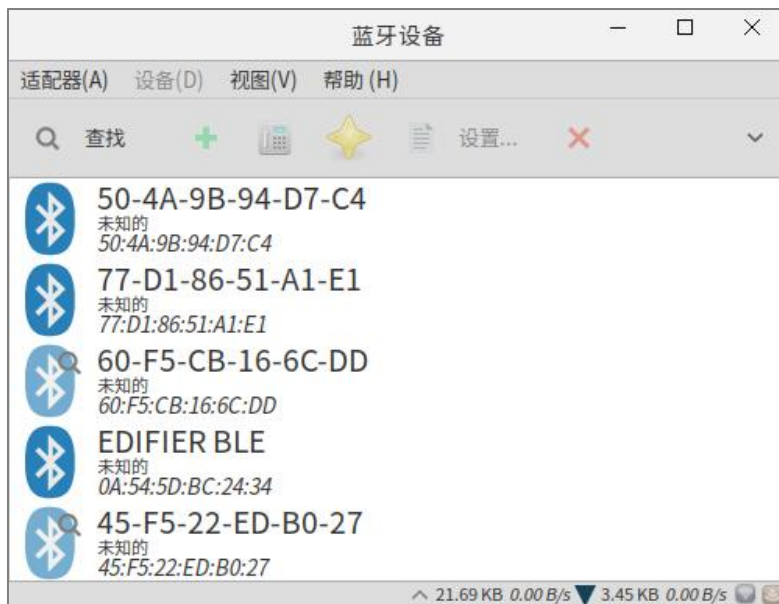 蓝牙设备
适配器(A) 设备(D) 视图(V) 帮助 (H)
查找 设置...
50-4A-9B-94-D7-C4
未知的
50:4A:9B:94:D7:C4
77-D1-86-51-A1-E1
未知的
77:D1:86:51:A1:E1
60-F5-CB-16-6C-DD
未知的
60:F5:CB:16:6C:DD
EDIFIER BLE
未知的
0A:54:5D:BC:24:34
45-F5-22-ED-B0-27
未知的
45:F5:22:ED:B0:27
21.69 KB 0.00 B/s 3.45 KB 0.00 B/s